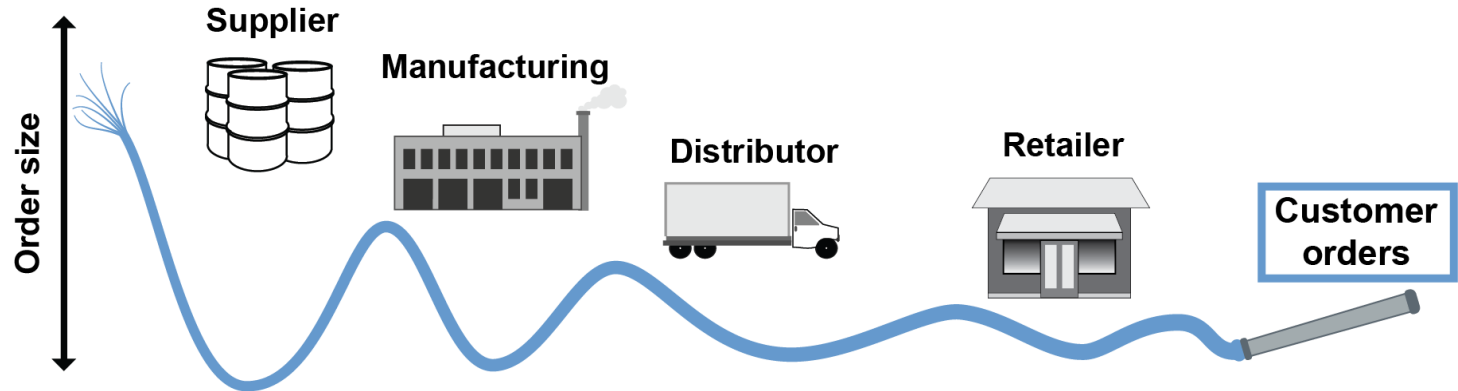 Order size
Supplier
Manufacturing
Distributor
Retailer
Customer
orders